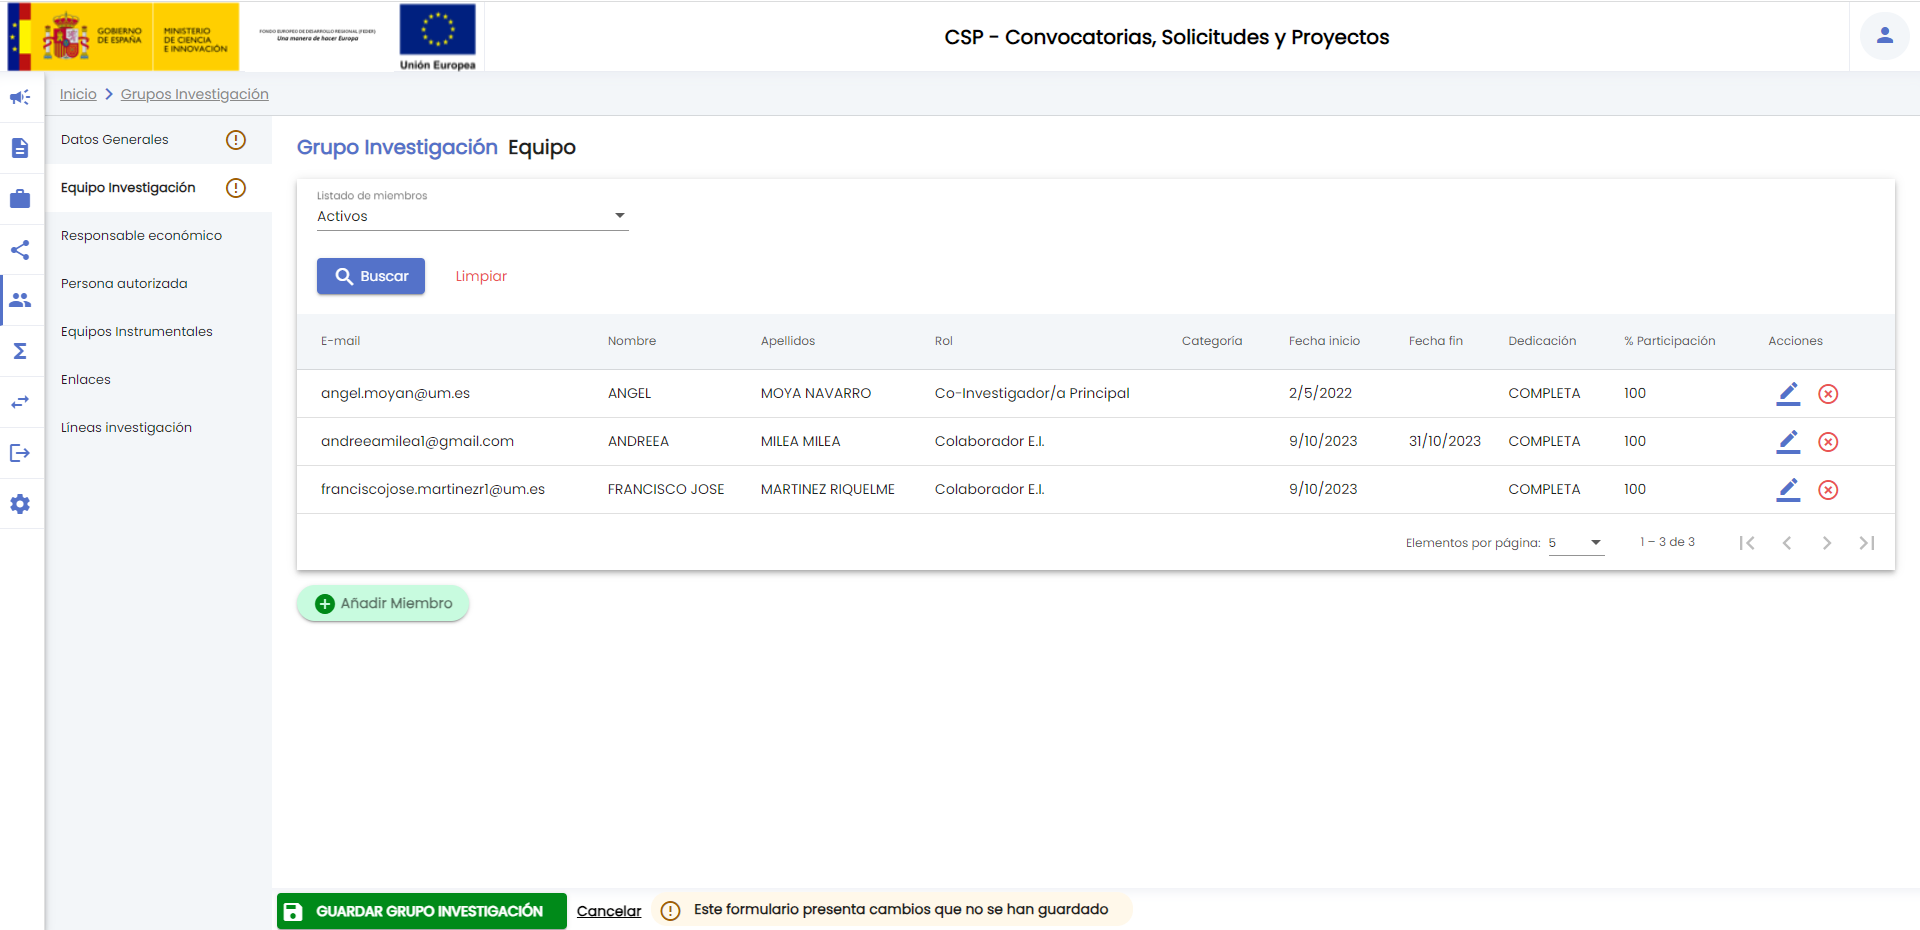 GOBIERNO
DE ESPAÑA
MINISTERIO
DE CIENCIA
E INNOVACIÓN
FONDO EUROPEO DE DESARROLLO REGIONAL (FEDER)
Una manera de hacer Europa
Unión Europea
CSP - Convocatorias, Solicitudes y Proyectos
Inicio > Grupos Investigación
Datos Generales
Equipo Investigación
Responsable económico
Persona autorizada
Equipos Instrumentales
Enlaces
Líneas investigación
Grupo Investigación Equipo
Listado de miembros
Activos
Buscar Limpiar
E-mail Nombre Apellidos Rol Categoría Fecha inicio Fecha fin Dedicación % Participación Acciones
angel.moyan@um.es ANGEL MOYA NAVARRO Co-Investigador/a Principal 2/5/2022 COMPLETA 100
andreeamilea1@gmail.com ANDREEA MILEA MILEA Colaborador E.I. 9/10/2023 31/10/2023 COMPLETA 100
franciscojose.martinezr1@um.es FRANCISCO JOSE MARTINEZ RIQUELME Colaborador E.I. 9/10/2023 COMPLETA 100
Elementos por página: 5 1 – 3 de 3
Añadir Miembro
GUARDAR GRUPO INVESTIGACIÓN Cancelar Este formulario presenta cambios que no se han guardado